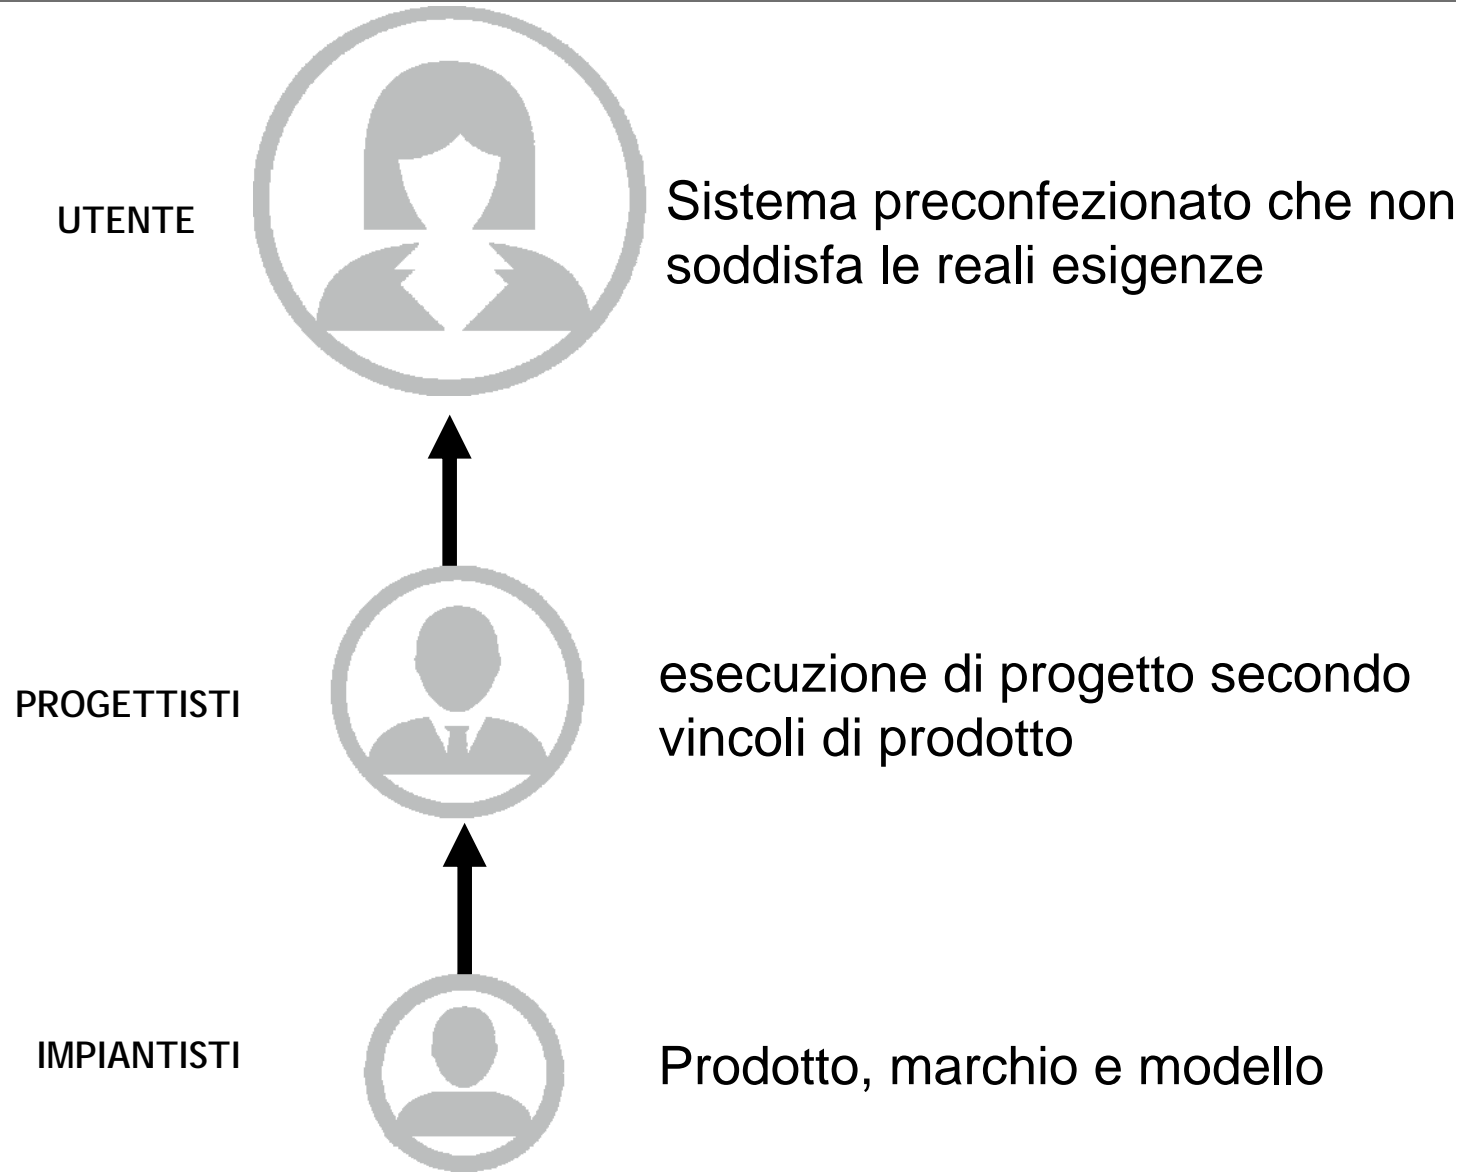 UTENTE
Sistema preconfezionato che non
soddisfa le reali esigenze
PROGETTISTI
esecuzione di progetto secondo
vincoli di prodotto
IMPIANTISTI
Prodotto, marchio e modello